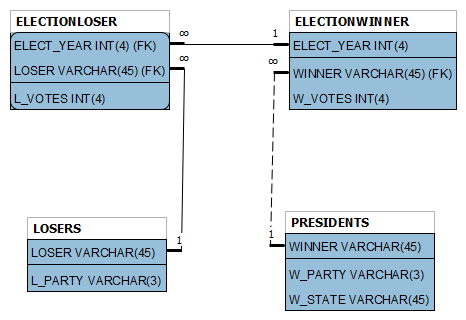 ELECTIONLOSER
ELECT_YEAR INT(4) (FK)
LOSER VARCHAR(45) (FK)
L_VOTES INT(4)
∞
∞
1
∞
ELECTIONWINNER
ELECT_YEAR INT(4)
WINNER VARCHAR(45) (FK)
W_VOTES INT(4)
LOSERS
LOSER VARCHAR(45)
L_PARTY VARCHAR(3)
1
1
PRESIDENTS
WINNER VARCHAR(45)
W_PARTY VARCHAR(3)
W_STATE VARCHAR(45)